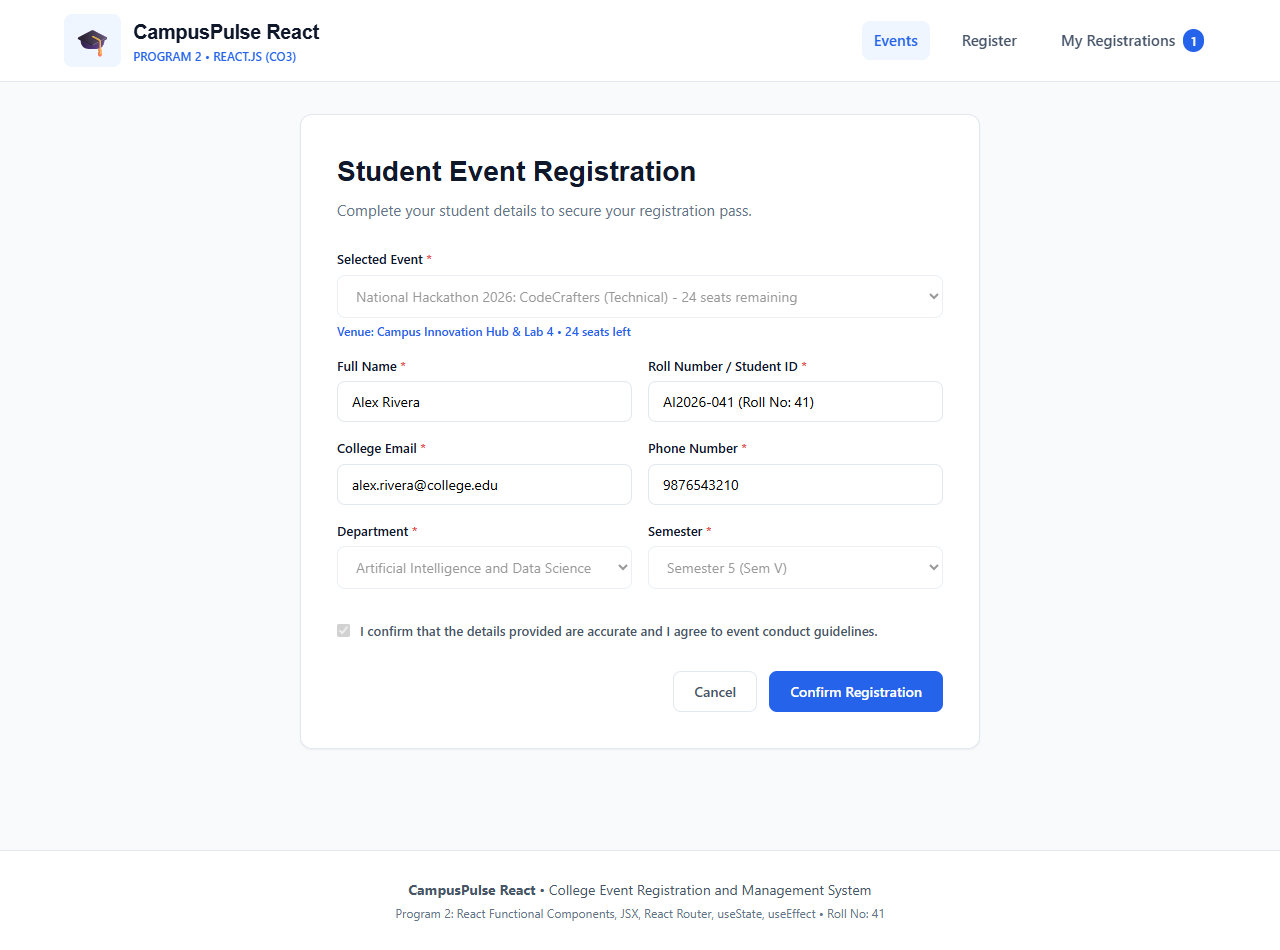 CampusPulse React
PROGRAM 2 • REACT.JS (CO3)
Events
Register
My Registrations 1
Student Event Registration
Complete your student details to secure your registration pass.
Selected Event *
National Hackathon 2026: CodeCrafters (Technical) - 24 seats remaining
Venue: Campus Innovation Hub & Lab 4 • 24 seats left
Full Name *
Roll Number / Student ID *
Alex Rivera
AI2026-041 (Roll No: 41)
College Email *
Phone Number *
alex.rivera@college.edu
9876543210
Department *
Semester *
Artificial Intelligence and Data Science
Semester 5 (Sem V)
I confirm that the details provided are accurate and I agree to event conduct guidelines.
Cancel
Confirm Registration
CampusPulse React • College Event Registration and Management System
Program 2: React Functional Components, JSX, React Router, useState, useEffect • Roll No: 41